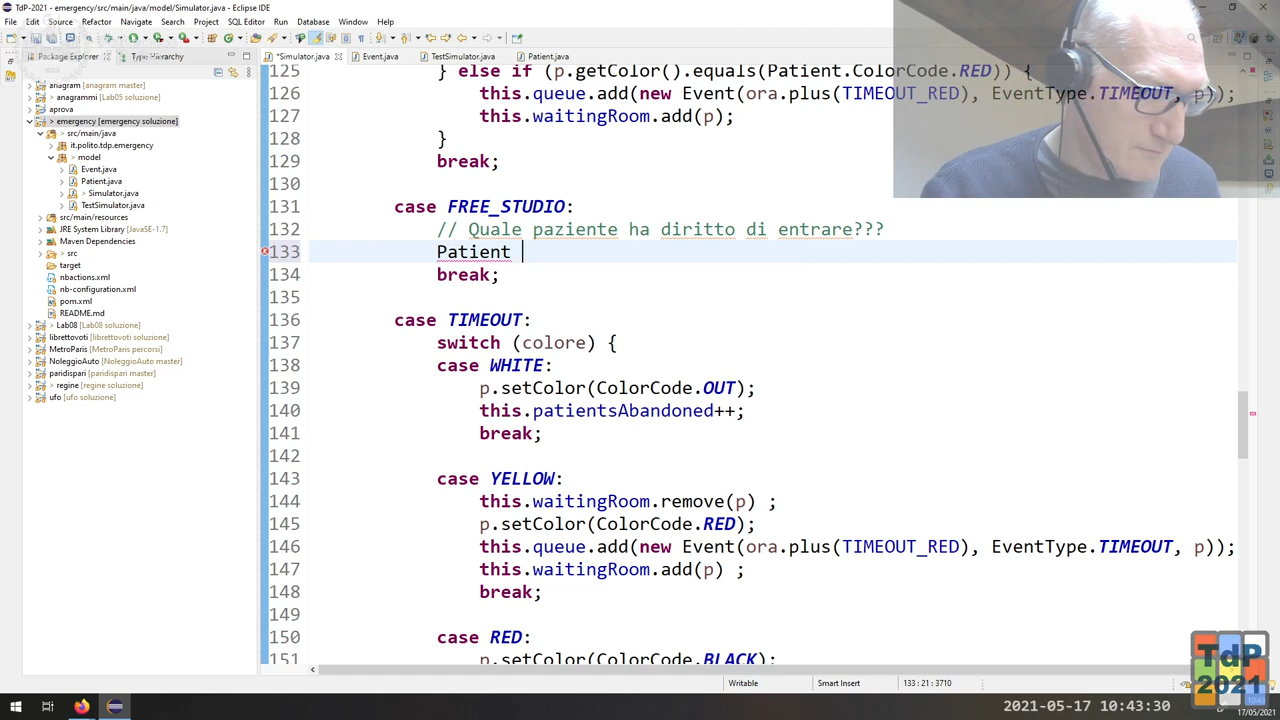 TdP-2021 - emergency/src/main/java/model/Simulator.java - Eclipse IDE
File Edit Source Refactor Navigate Search Project SQL Editor Run Database Window Help
Package Explorer Type Hierarchy
*Simulator.java Event.java TestSimulator.java Patient.java
anagram [anagram master]
> anagrammi [Lab05 soluzione]
aprova
> emergency [emergency soluzione]
> src/main/java
it.polito.tdp.emergency
> model
Event.java
Patient.java
> Simulator.java
TestSimulator.java
src/main/resources
JRE System Library [JavaSE-1.7]
Maven Dependencies
> src
target
nbactions.xml
nb-configuration.xml
pom.xml
README.md
> Lab08 [Lab08 soluzione]
librettovoti [librettovoti soluzione]
MetroParis [MetroParis percorsi]
NoleggioAuto [NoleggioAuto master]
paridispari [paridispari master]
> regine [regine soluzione]
ufo [ufo soluzione]
125 } else if (p.getColor().equals(Patient.ColorCode.RED)) {
126 this.queue.add(new Event(ora.plus(TIMEOUT_RED), EventType.TIMEOUT, p));
127 this.waitingRoom.add(p);
128 }
129 break;
130
131 case FREE_STUDIO:
132 // Quale paziente ha diritto di entrare???
133 Patient
134 break;
135
136 case TIMEOUT:
137 switch (colore) {
138 case WHITE:
139 p.setColor(ColorCode.OUT);
140 this.patientsAbandoned++;
141 break;
142
143 case YELLOW:
144 this.waitingRoom.remove(p) ;
145 p.setColor(ColorCode.RED);
146 this.queue.add(new Event(ora.plus(TIMEOUT_RED), EventType.TIMEOUT, p));
147 this.waitingRoom.add(p) ;
148 break;
149
150 case RED:
151 p.setColor(ColorCode.BLACK);
Writable Smart Insert 133 : 21 : 3710
TdP
2021
2021-05-17 10:43:30
17/05/2021